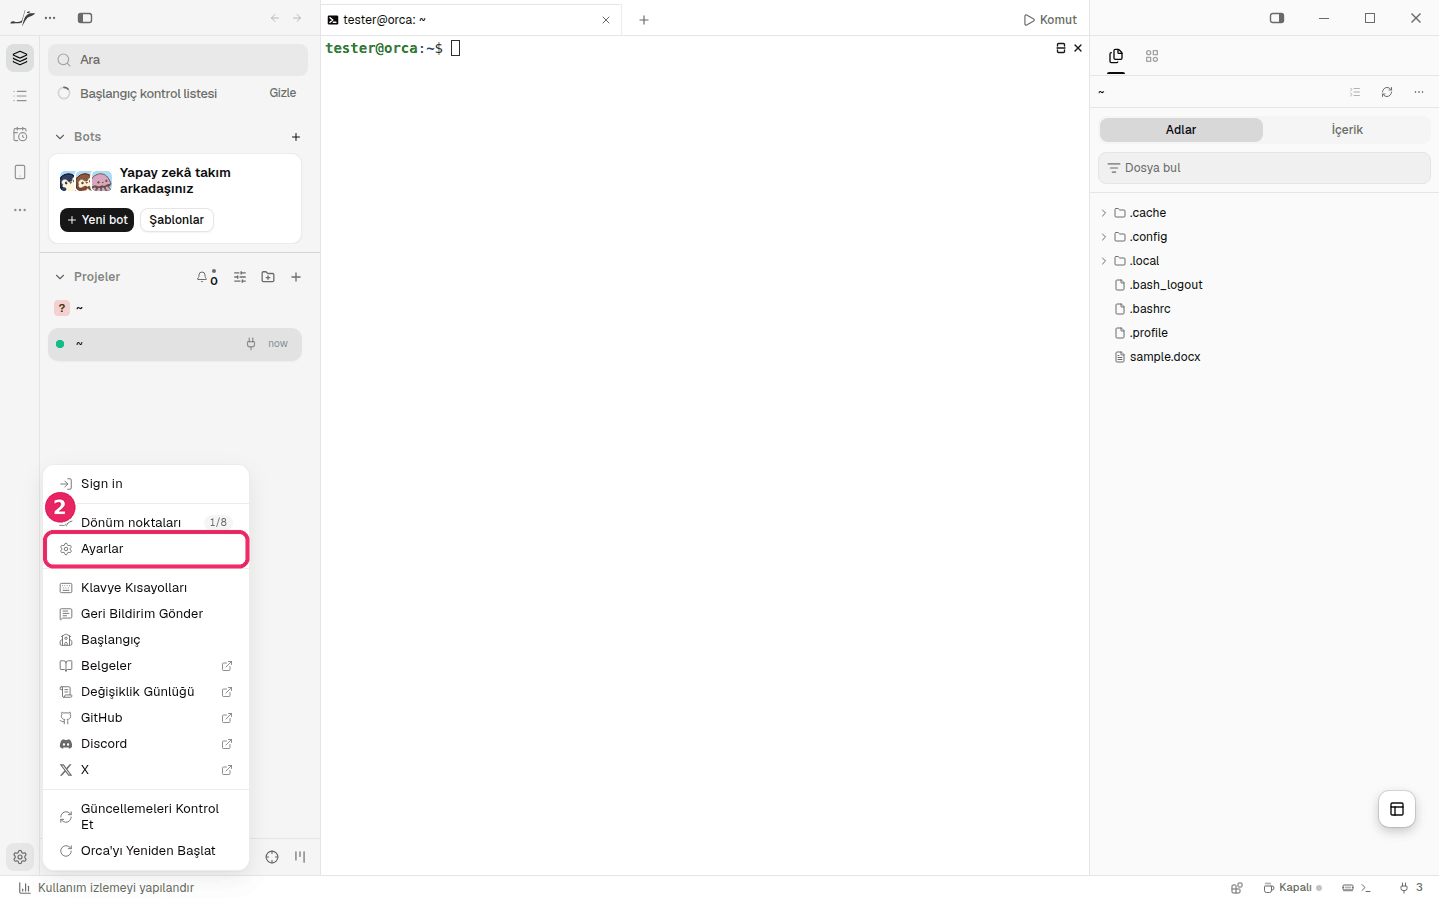 tester@orca: ~
Komut
Ara
Başlangıç kontrol listesi
Gizle
Bots
Yapay zekâ takım
arkadaşınız
Yeni bot
Şablonlar
Projeler
0
? ~
~
now
tester@orca:~$
~
Adlar
İçerik
Dosya bul
.cache
.config
.local
.bash_logout
.bashrc
.profile
sample.docx
Sign in
2
Dönüm noktaları
1/8
Ayarlar
Klavye Kısayolları
Geri Bildirim Gönder
Başlangıç
Belgeler
Değişiklik Günlüğü
GitHub
Discord
X
Güncellemeleri Kontrol
Et
Orca'yı Yeniden Başlat
Kullanım izlemeyi yapılandır
Kapalı
3